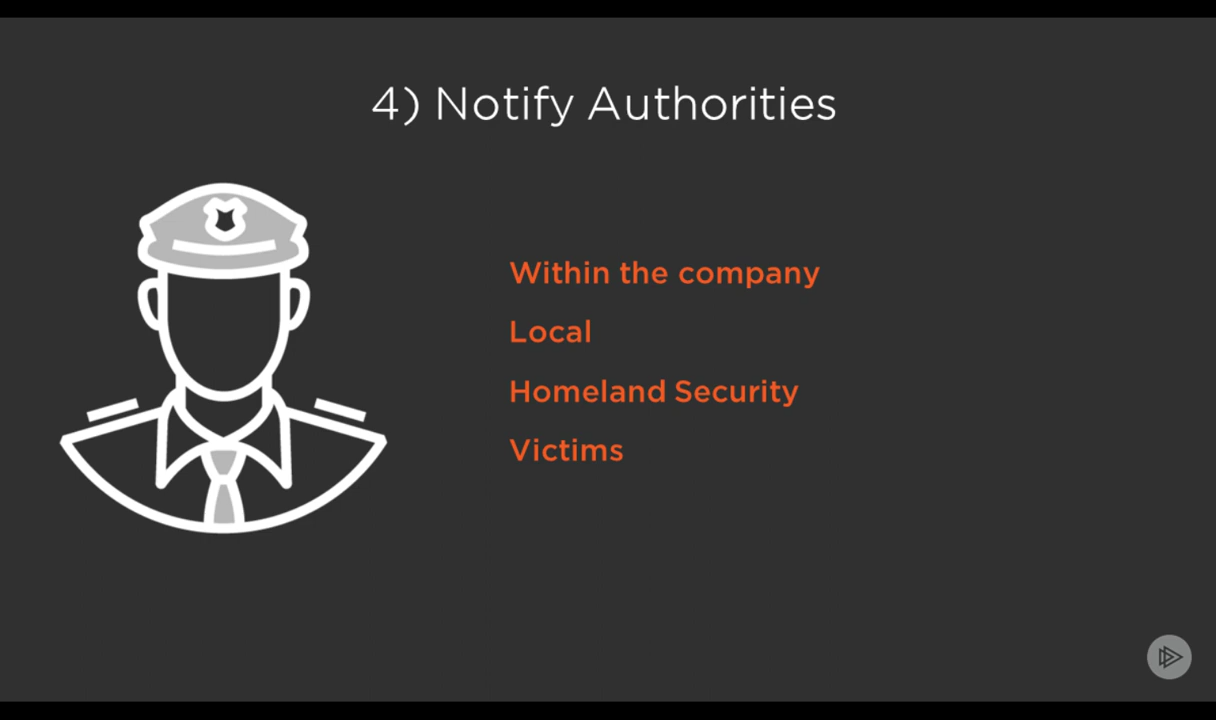 4) Notify Authorities
Within the company
Local
Homeland Security
Victims